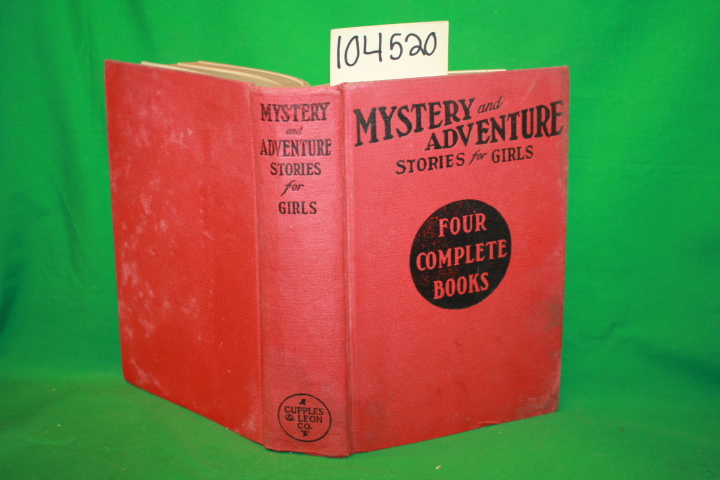 104520
MYSTERY
and
ADVENTURE
STORIES
for
GIRLS
CUPPLES
& LEON
CO.
MYSTERY and
ADVENTURE
STORIES for GIRLS
FOUR
COMPLETE
BOOKS